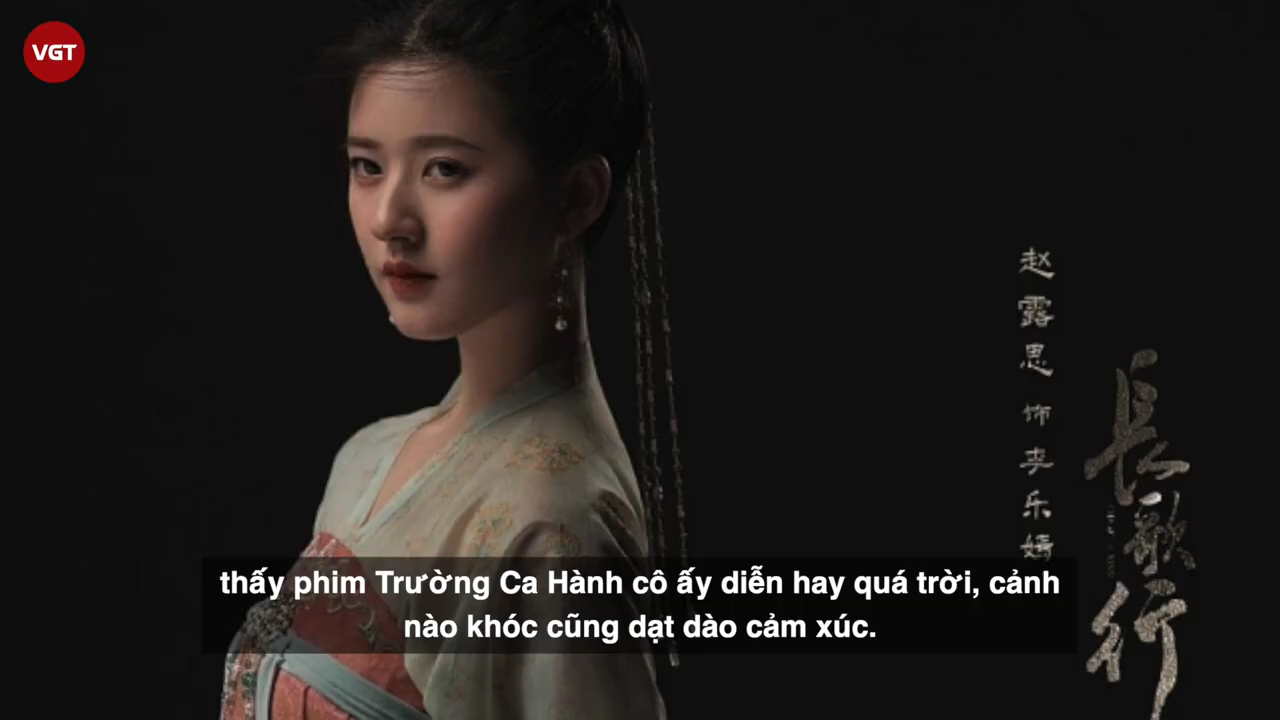 VGT
赵露思 饰 李乐嫣
長歌行
thấy phim Trường Ca Hành cô ấy diễn hay quá trời, cảnh
nào khóc cũng dạt dào cảm xúc.